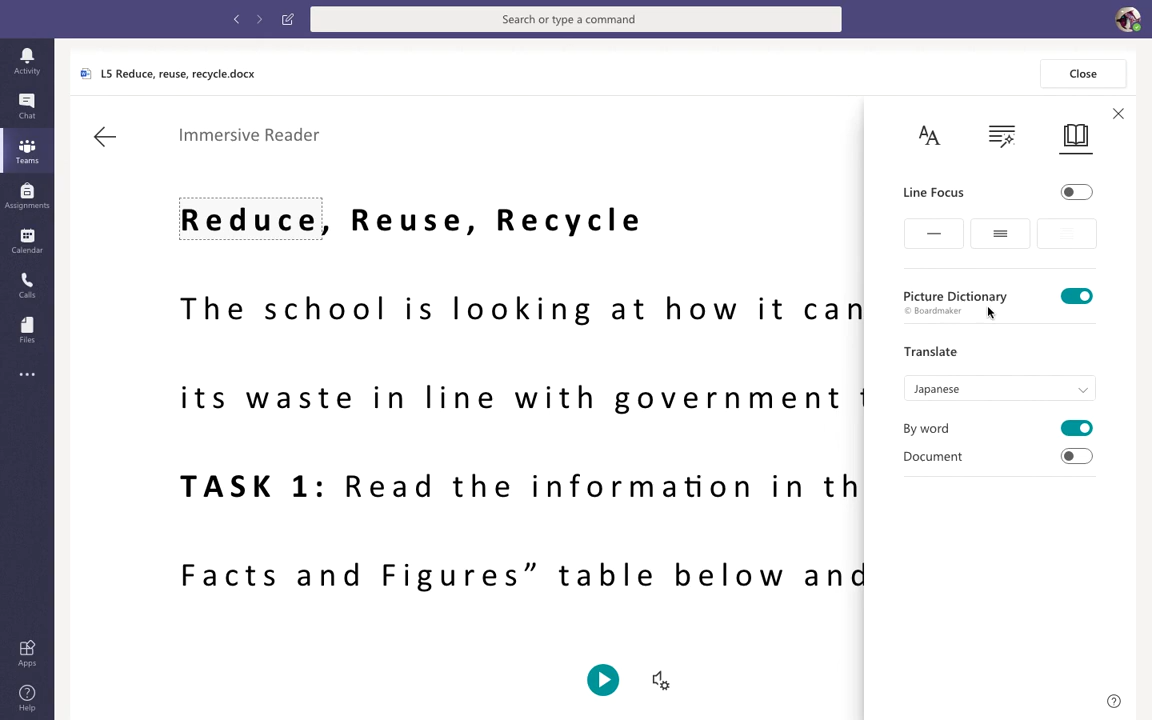 Search or type a command
Activity
Chat
Teams
Assignments
Calendar
Calls
Files
Apps
Help
L5 Reduce, reuse, recycle.docx
Close
Immersive Reader
Reduce, Reuse, Recycle
The school is looking at how it can
its waste in line with government
TASK 1: Read the information in th
Facts and Figures” table below and
Line Focus
Picture Dictionary
© Boardmaker
Translate
Japanese
By word
Document